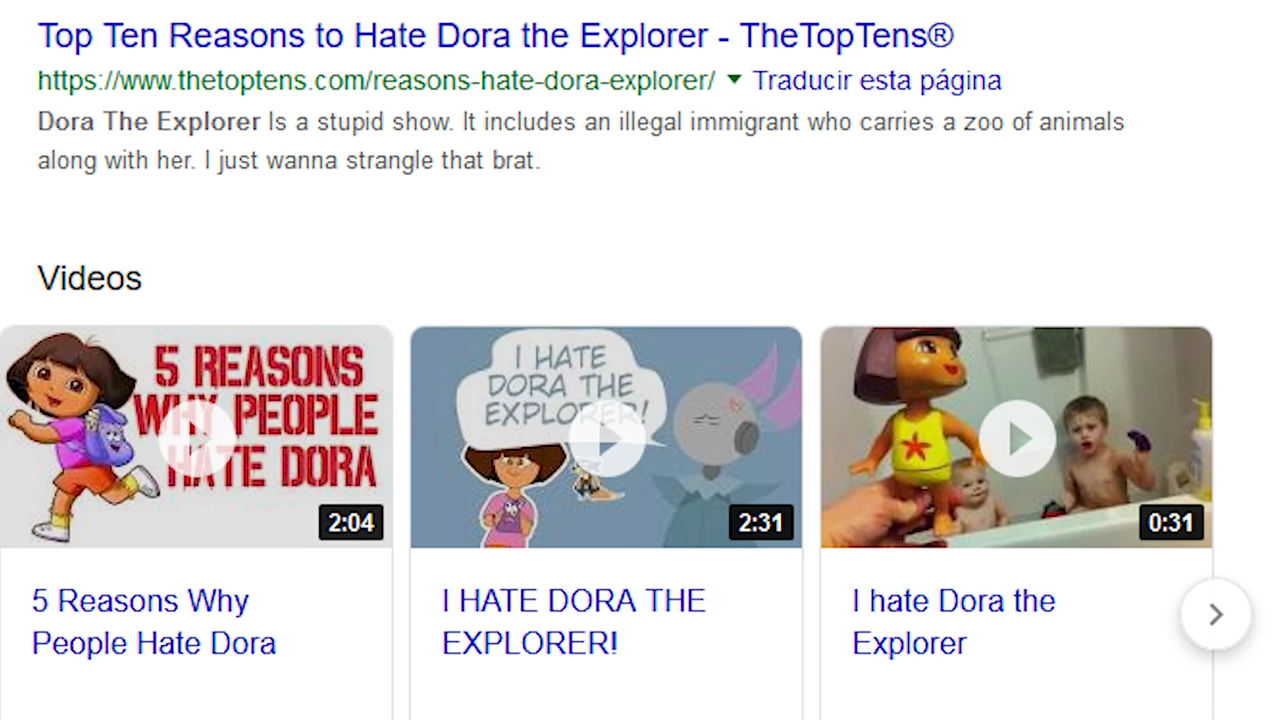 Top Ten Reasons to Hate Dora the Explorer - TheTopTens®
https://www.thetoptens.com/reasons-hate-dora-explorer/ ▼ Traducir esta página
Dora The Explorer Is a stupid show. It includes an illegal immigrant who carries a zoo of animals
along with her. I just wanna strangle that brat.
Videos
5 REASONS
WHY PEOPLE
HATE DORA
2:04
I HATE
DORA THE
EXPLORER!
2:31
0:31
5 Reasons Why
People Hate Dora
I HATE DORA THE
EXPLORER!
I hate Dora the
Explorer